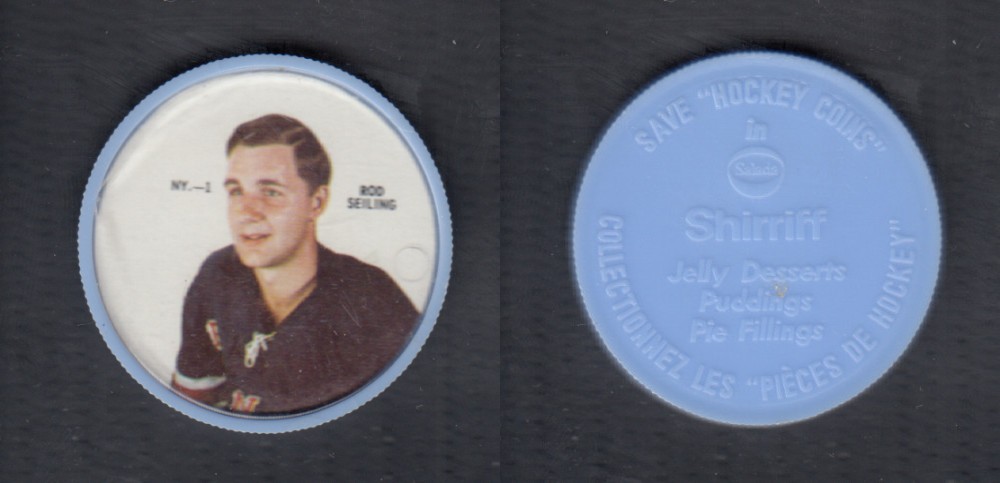 NY.—1
ROD
SEILING
SAVE "HOCKEY COINS"
in
Salada
Shirriff
Jelly Desserts
Puddings
Pie Fillings
COLLECTIONNEZ LES "PIÈCES DE HOCKEY"